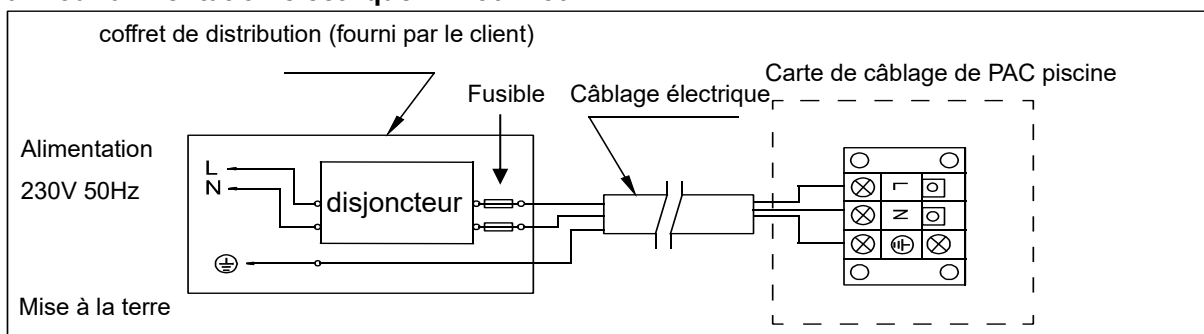 coffret de distribution (fourni par le client)
Carte de câblage de PAC piscine
Fusible
Câblage électrique
Alimentation
230V 50Hz
L
N
disjoncteur
L
N
Mise à la terre